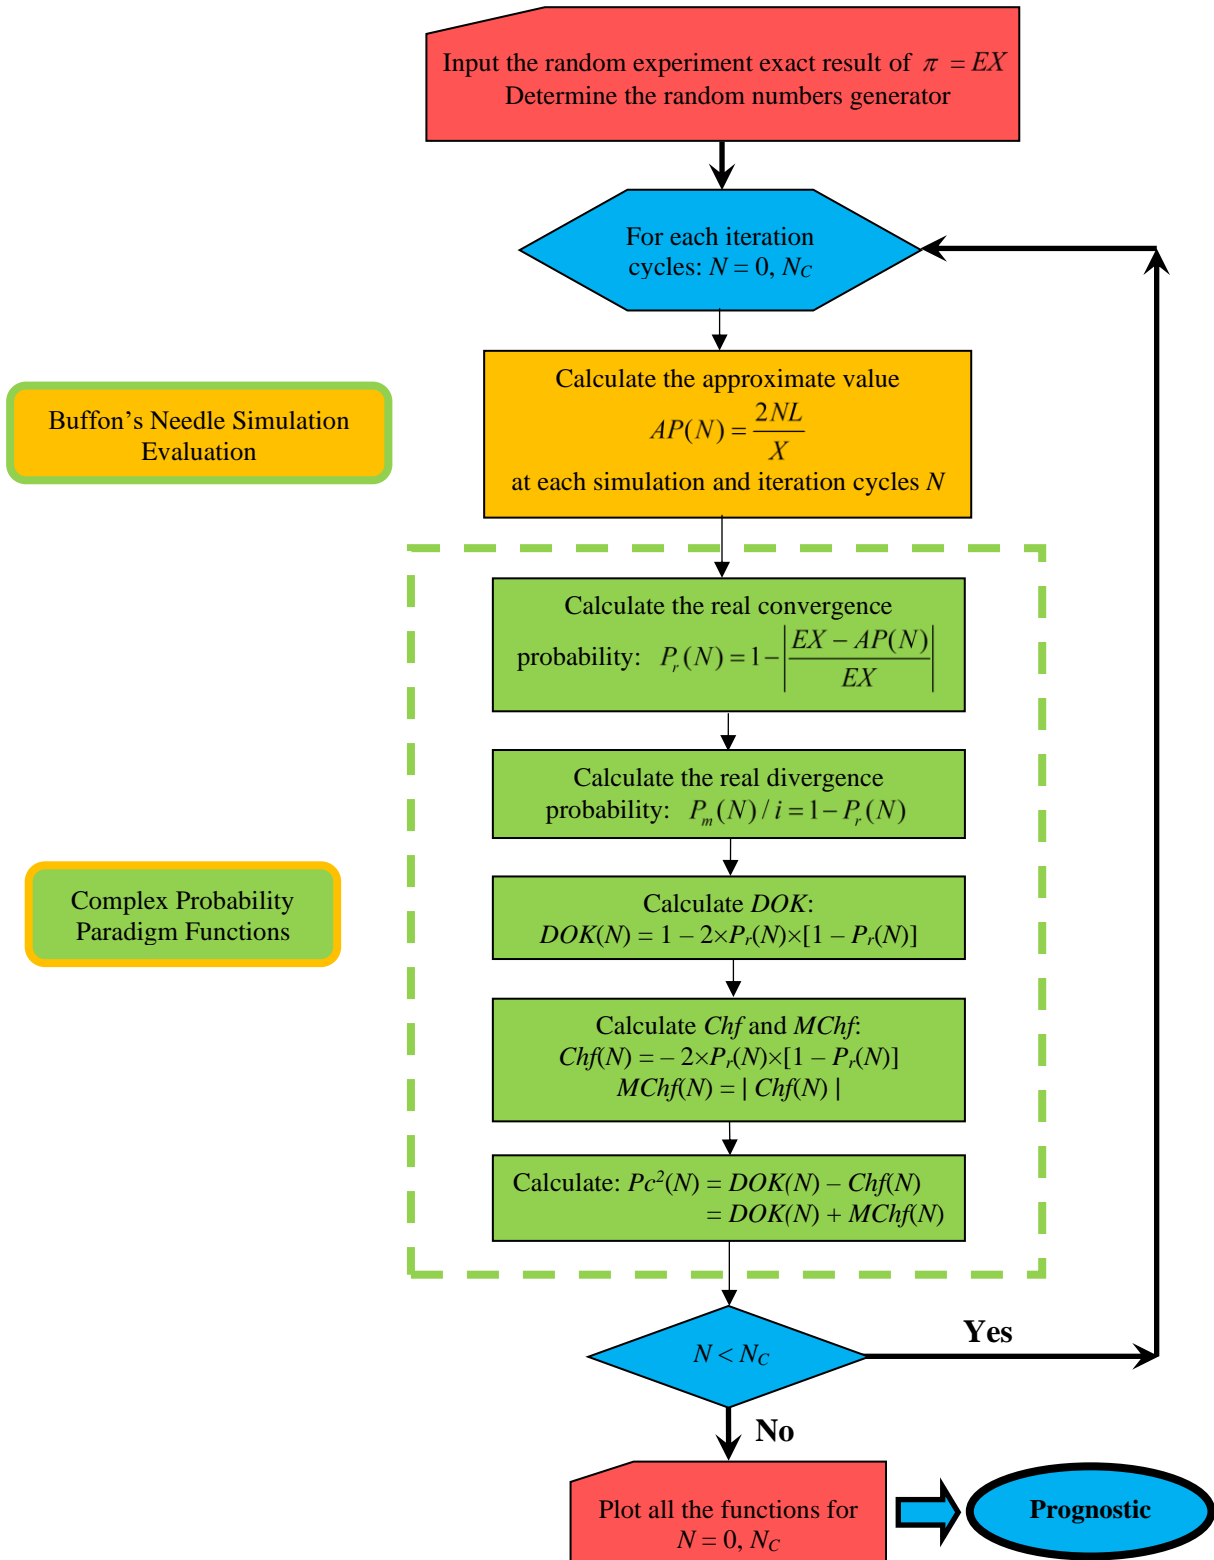 Input the random experiment exact result of π = EX
Determine the random numbers generator
For each iteration
cycles: N = 0, N_C
Calculate the approximate value
AP(N) = 2NL / X
at each simulation and iteration cycles N
Buffon’s Needle Simulation
Evaluation
Calculate the real convergence
probability: P_r(N) = 1 − |(EX − AP(N)) / EX|
Calculate the real divergence
probability: P_m(N) / i = 1 − P_r(N)
Complex Probability
Paradigm Functions
Calculate DOK:
DOK(N) = 1 – 2×P_r(N)×[1 – P_r(N)]
Calculate Chf and MChf:
Chf(N) = – 2×P_r(N)×[1 – P_r(N)]
MChf(N) = | Chf(N) |
Calculate: Pc²(N) = DOK(N) – Chf(N)
= DOK(N) + MChf(N)
N < N_C
Yes
No
Plot all the functions for
N = 0, N_C
Prognostic